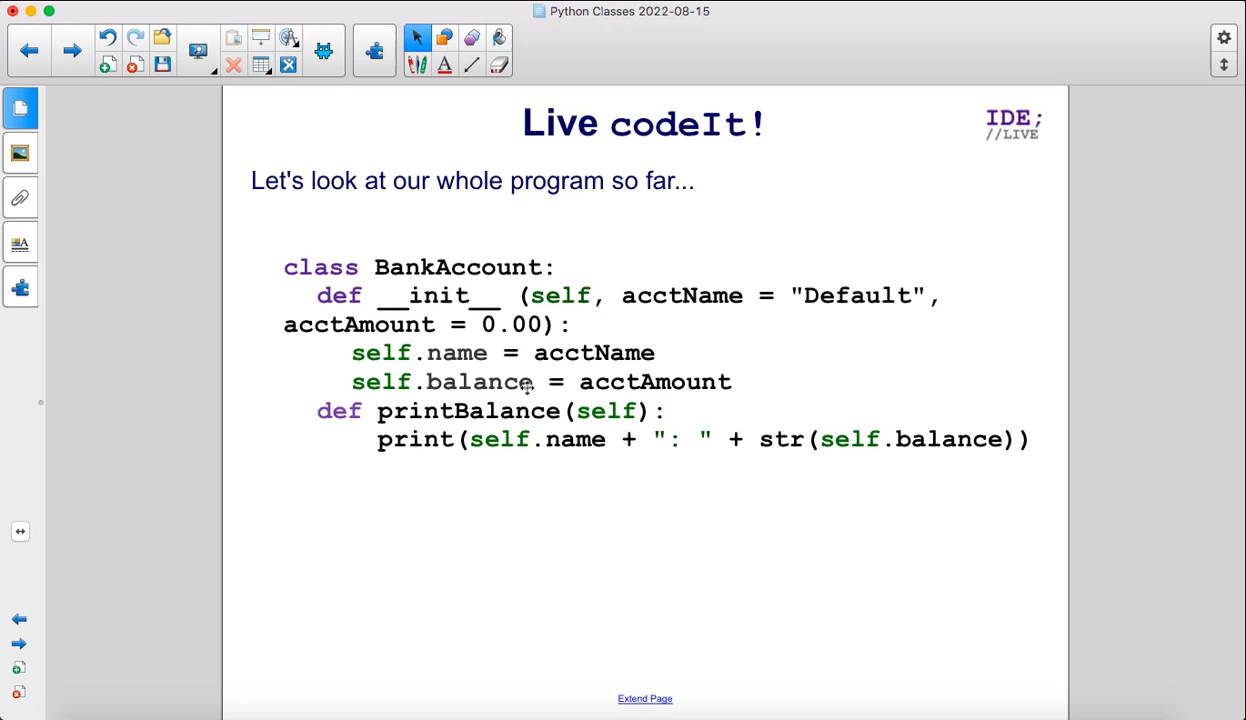 Python Classes 2022-08-15
Live codeIt!
IDE;
//LIVE
Let's look at our whole program so far...
class BankAccount:
def __init__ (self, acctName = "Default",
acctAmount = 0.00):
self.name = acctName
self.balance = acctAmount
def printBalance(self):
print(self.name + ": " + str(self.balance))
Extend Page